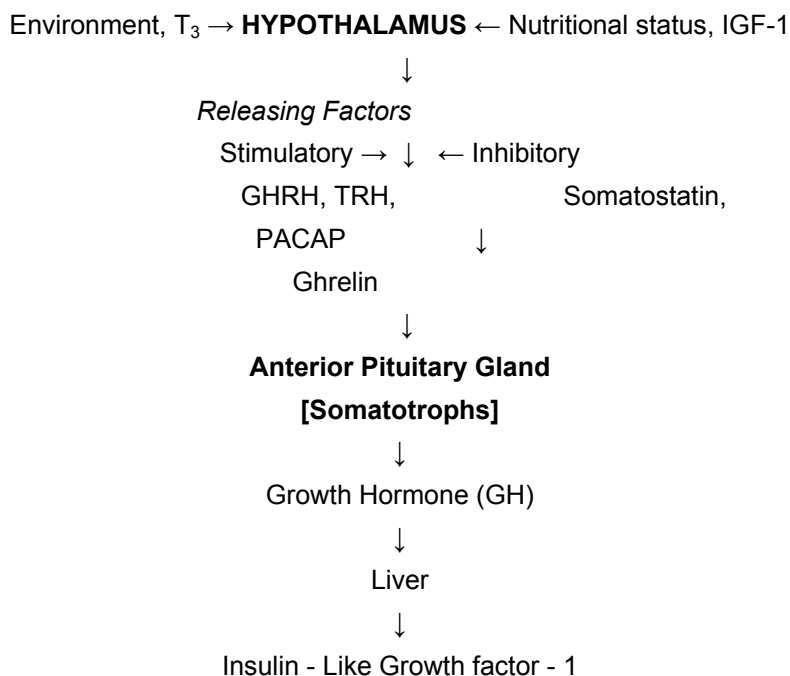 Environment, T₃ → HYPOTHALAMUS ← Nutritional status, IGF-1
↓
Releasing Factors
Stimulatory → ↓ ← Inhibitory
GHRH, TRH, Somatostatin,
PACAP ↓
Ghrelin
↓
Anterior Pituitary Gland
[Somatotrophs]
↓
Growth Hormone (GH)
↓
Liver
↓
Insulin - Like Growth factor - 1